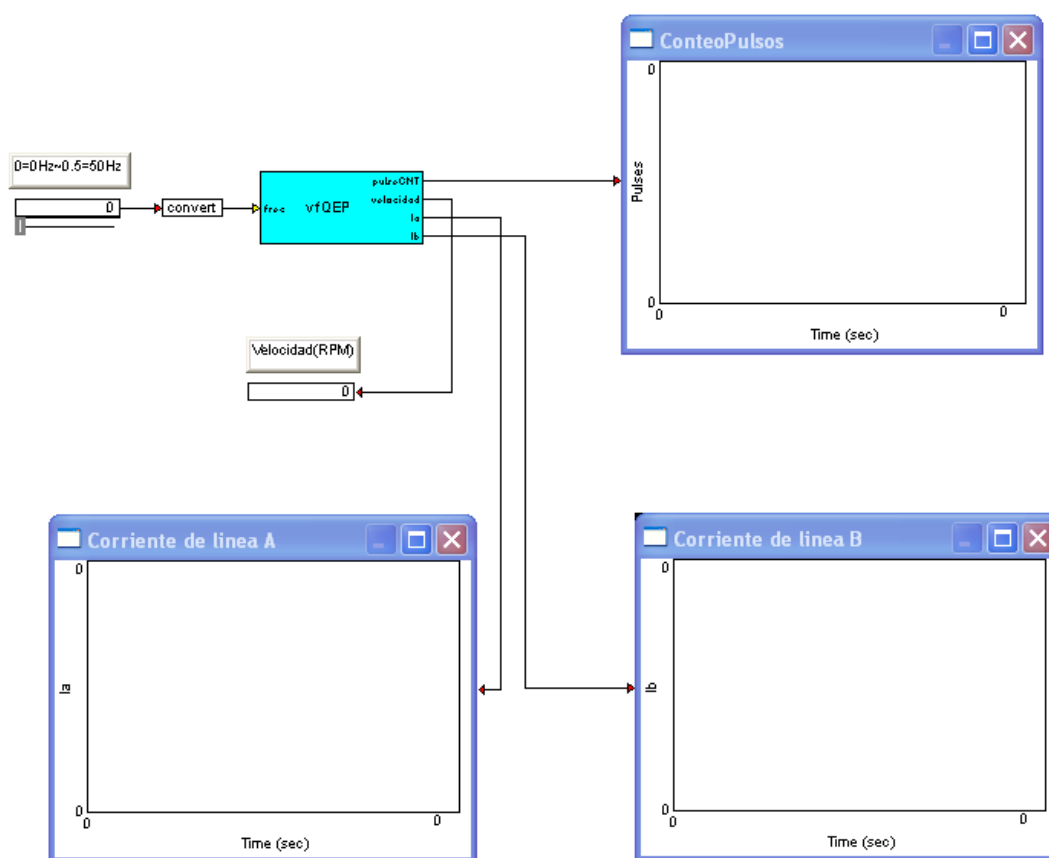 ConteoPulsos
0
Pulses
0
0
0
Time (sec)
0=0Hz~0.5=50Hz
0
convert
frec
vfQEP
pulsoCNT
velocidad
Ia
Ib
Velocidad(RPM)
0
Corriente de linea A
0
Ia
0
0
0
Time (sec)
Corriente de linea B
0
Ib
0
0
0
Time (sec)